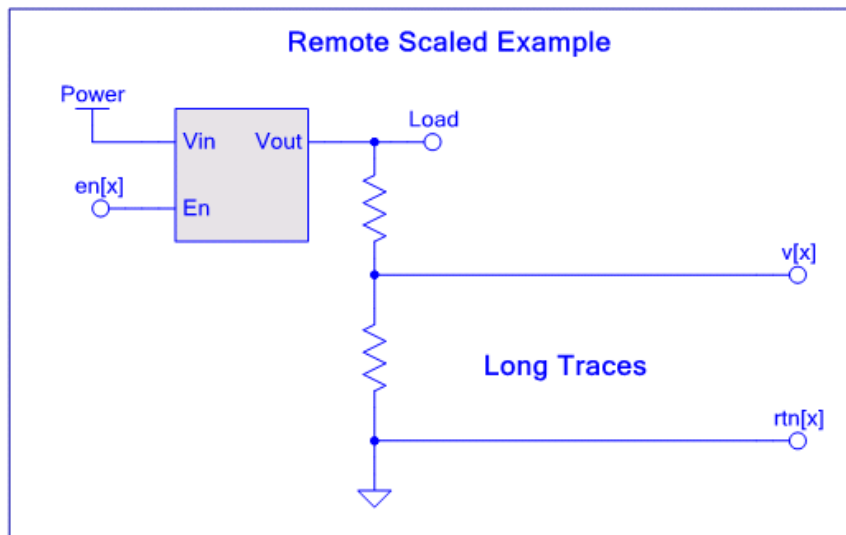 Remote Scaled Example
Power
Load
Vin Vout
en[x]
En
v[x]
Long Traces
rtn[x]